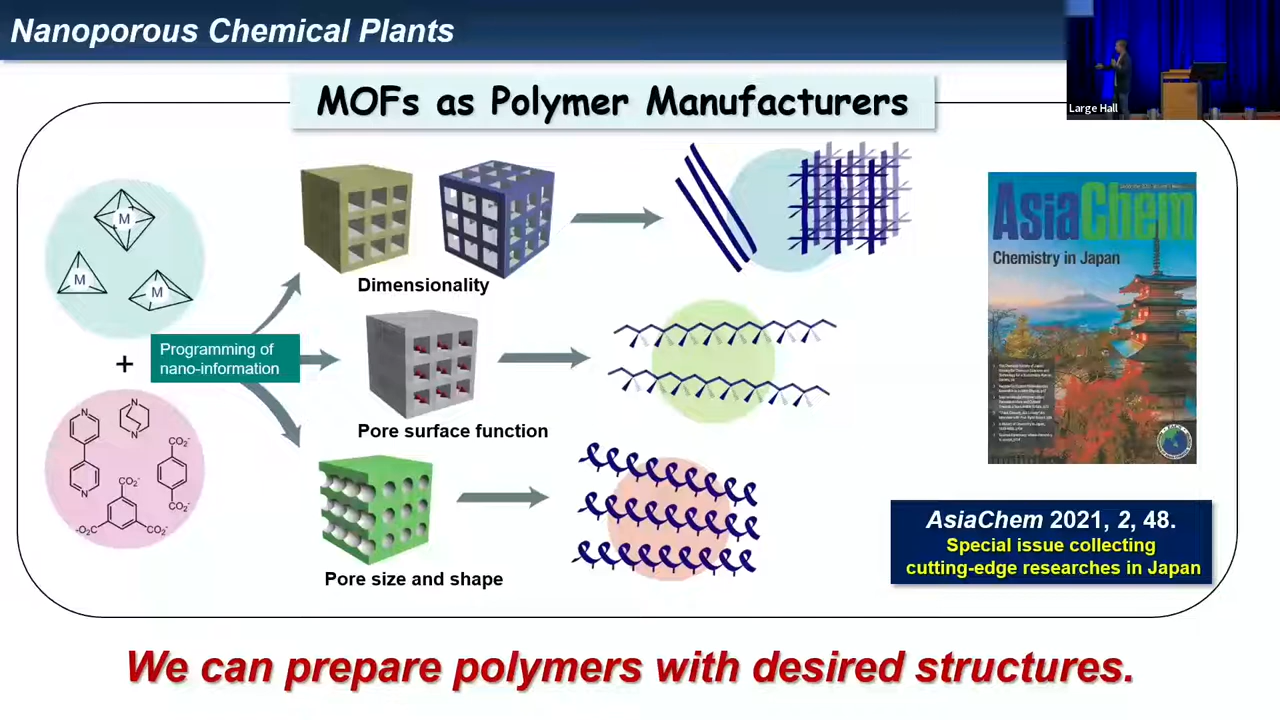 Nanoporous Chemical Plants
Large Hall
MOFs as Polymer Manufacturers
M
M
M
+
Programming of
nano-information
N
N
N
N
CO₂⁻
CO₂⁻
CO₂⁻
⁻O₂C
CO₂⁻
Dimensionality
Pore surface function
Pore size and shape
AsiaChem
Chemistry in Japan
AsiaChem 2021, 2, 48.
Special issue collecting
cutting-edge researches in Japan
We can prepare polymers with desired structures.